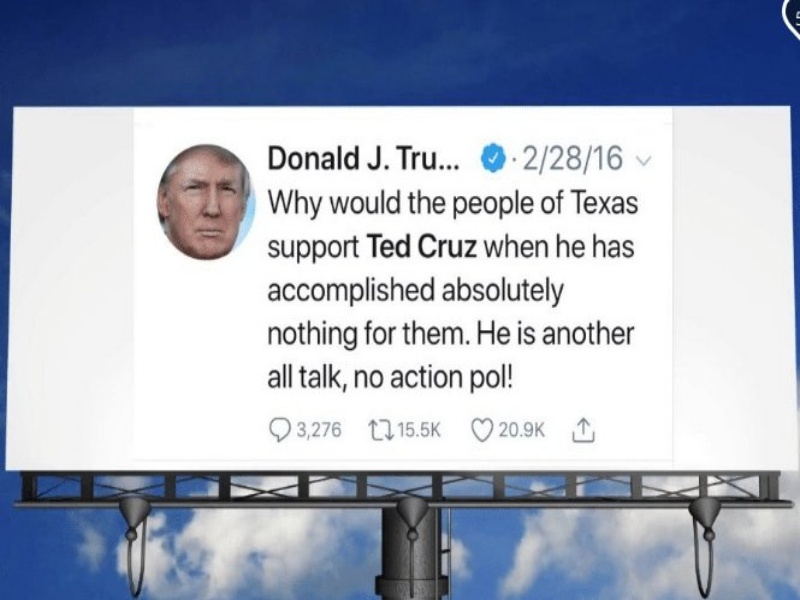 Donald J. Tru... · 2/28/16
Why would the people of Texas
support Ted Cruz when he has
accomplished absolutely
nothing for them. He is another
all talk, no action pol!
3,276 15.5K 20.9K